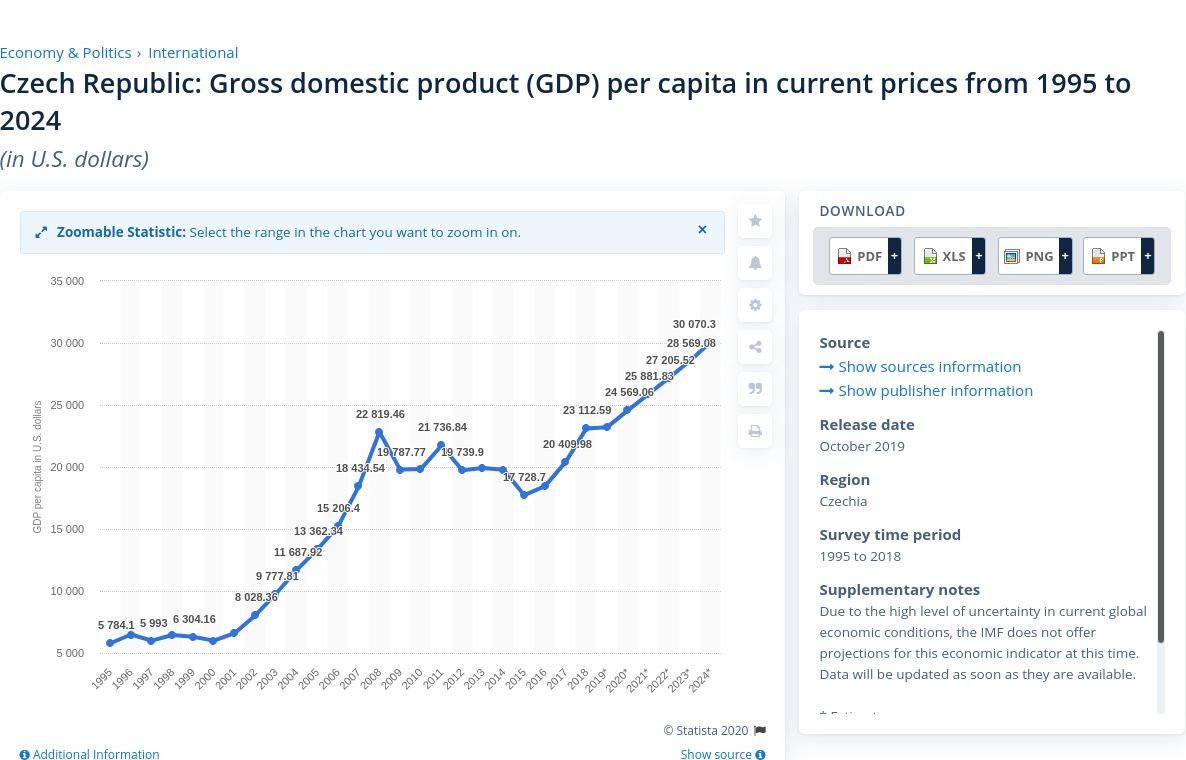 Economy & Politics › International
Czech Republic: Gross domestic product (GDP) per capita in current prices from 1995 to
2024
(in U.S. dollars)
Zoomable Statistic: Select the range in the chart you want to zoom in on.
×
35 000
30 000
25 000
20 000
15 000
10 000
5 000
GDP per capita in U.S. dollars
5 784.1
5 993
6 304.16
8 028.36
9 777.81
11 687.92
13 362.34
15 206.4
18 434.54
22 819.46
19 787.77
21 736.84
19 739.9
17 728.7
20 409.98
23 112.59
24 569.06
25 881.83
27 205.52
28 569.08
30 070.3
1995
1996
1997
1998
1999
2000
2001
2002
2003
2004
2005
2006
2007
2008
2009
2010
2011
2012
2013
2014
2015
2016
2017
2018
2019*
2020*
2021*
2022*
2023*
2024*
© Statista 2020
Additional Information
Show source
DOWNLOAD
PDF +
XLS +
PNG +
PPT +
Source
Show sources information
Show publisher information
Release date
October 2019
Region
Czechia
Survey time period
1995 to 2018
Supplementary notes
Due to the high level of uncertainty in current global
economic conditions, the IMF does not offer
projections for this economic indicator at this time.
Data will be updated as soon as they are available.